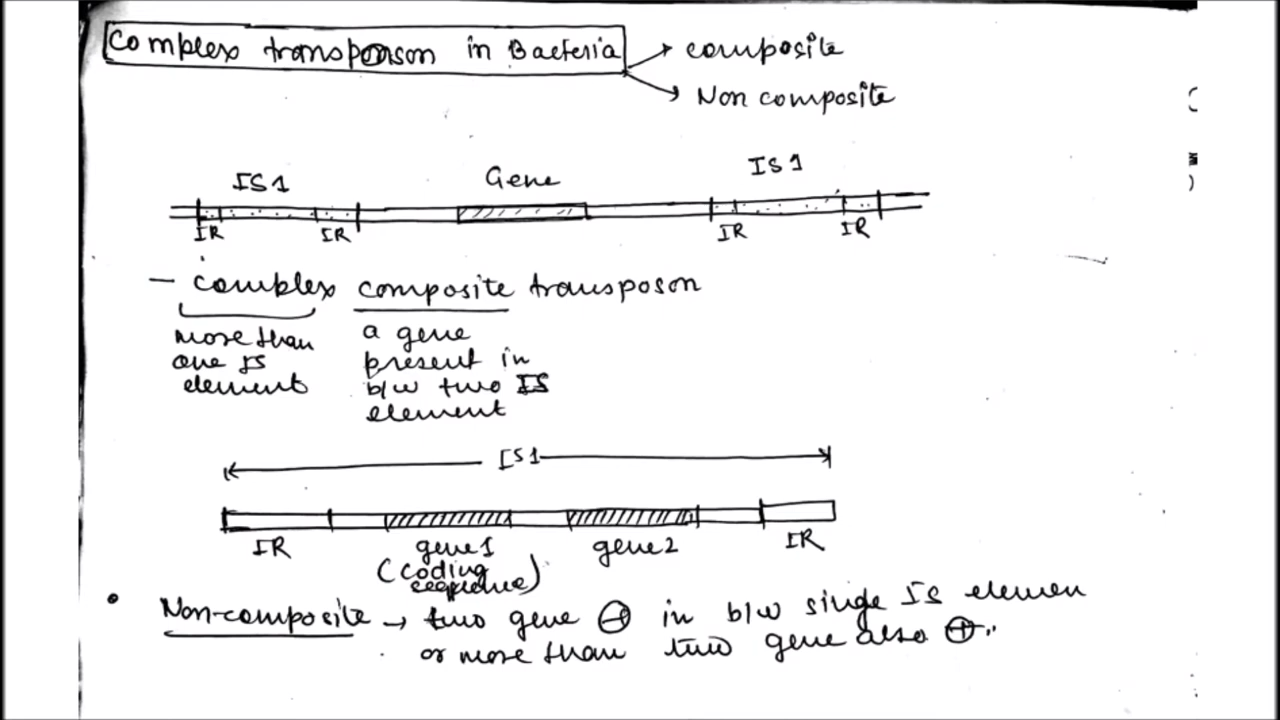 Complex transposon in Bacteria → composite
→ Non composite
IS1 Gene IS1
IR IR IR IR
– complex composite transposon
more than one IS element
a gene present in b/w two IS element
IS1
IR gene1 gene2 IR
(coding sequence)
• Non-composite → two gene ⊕ in b/w single IS elemen
or more than two gene also ⊕..